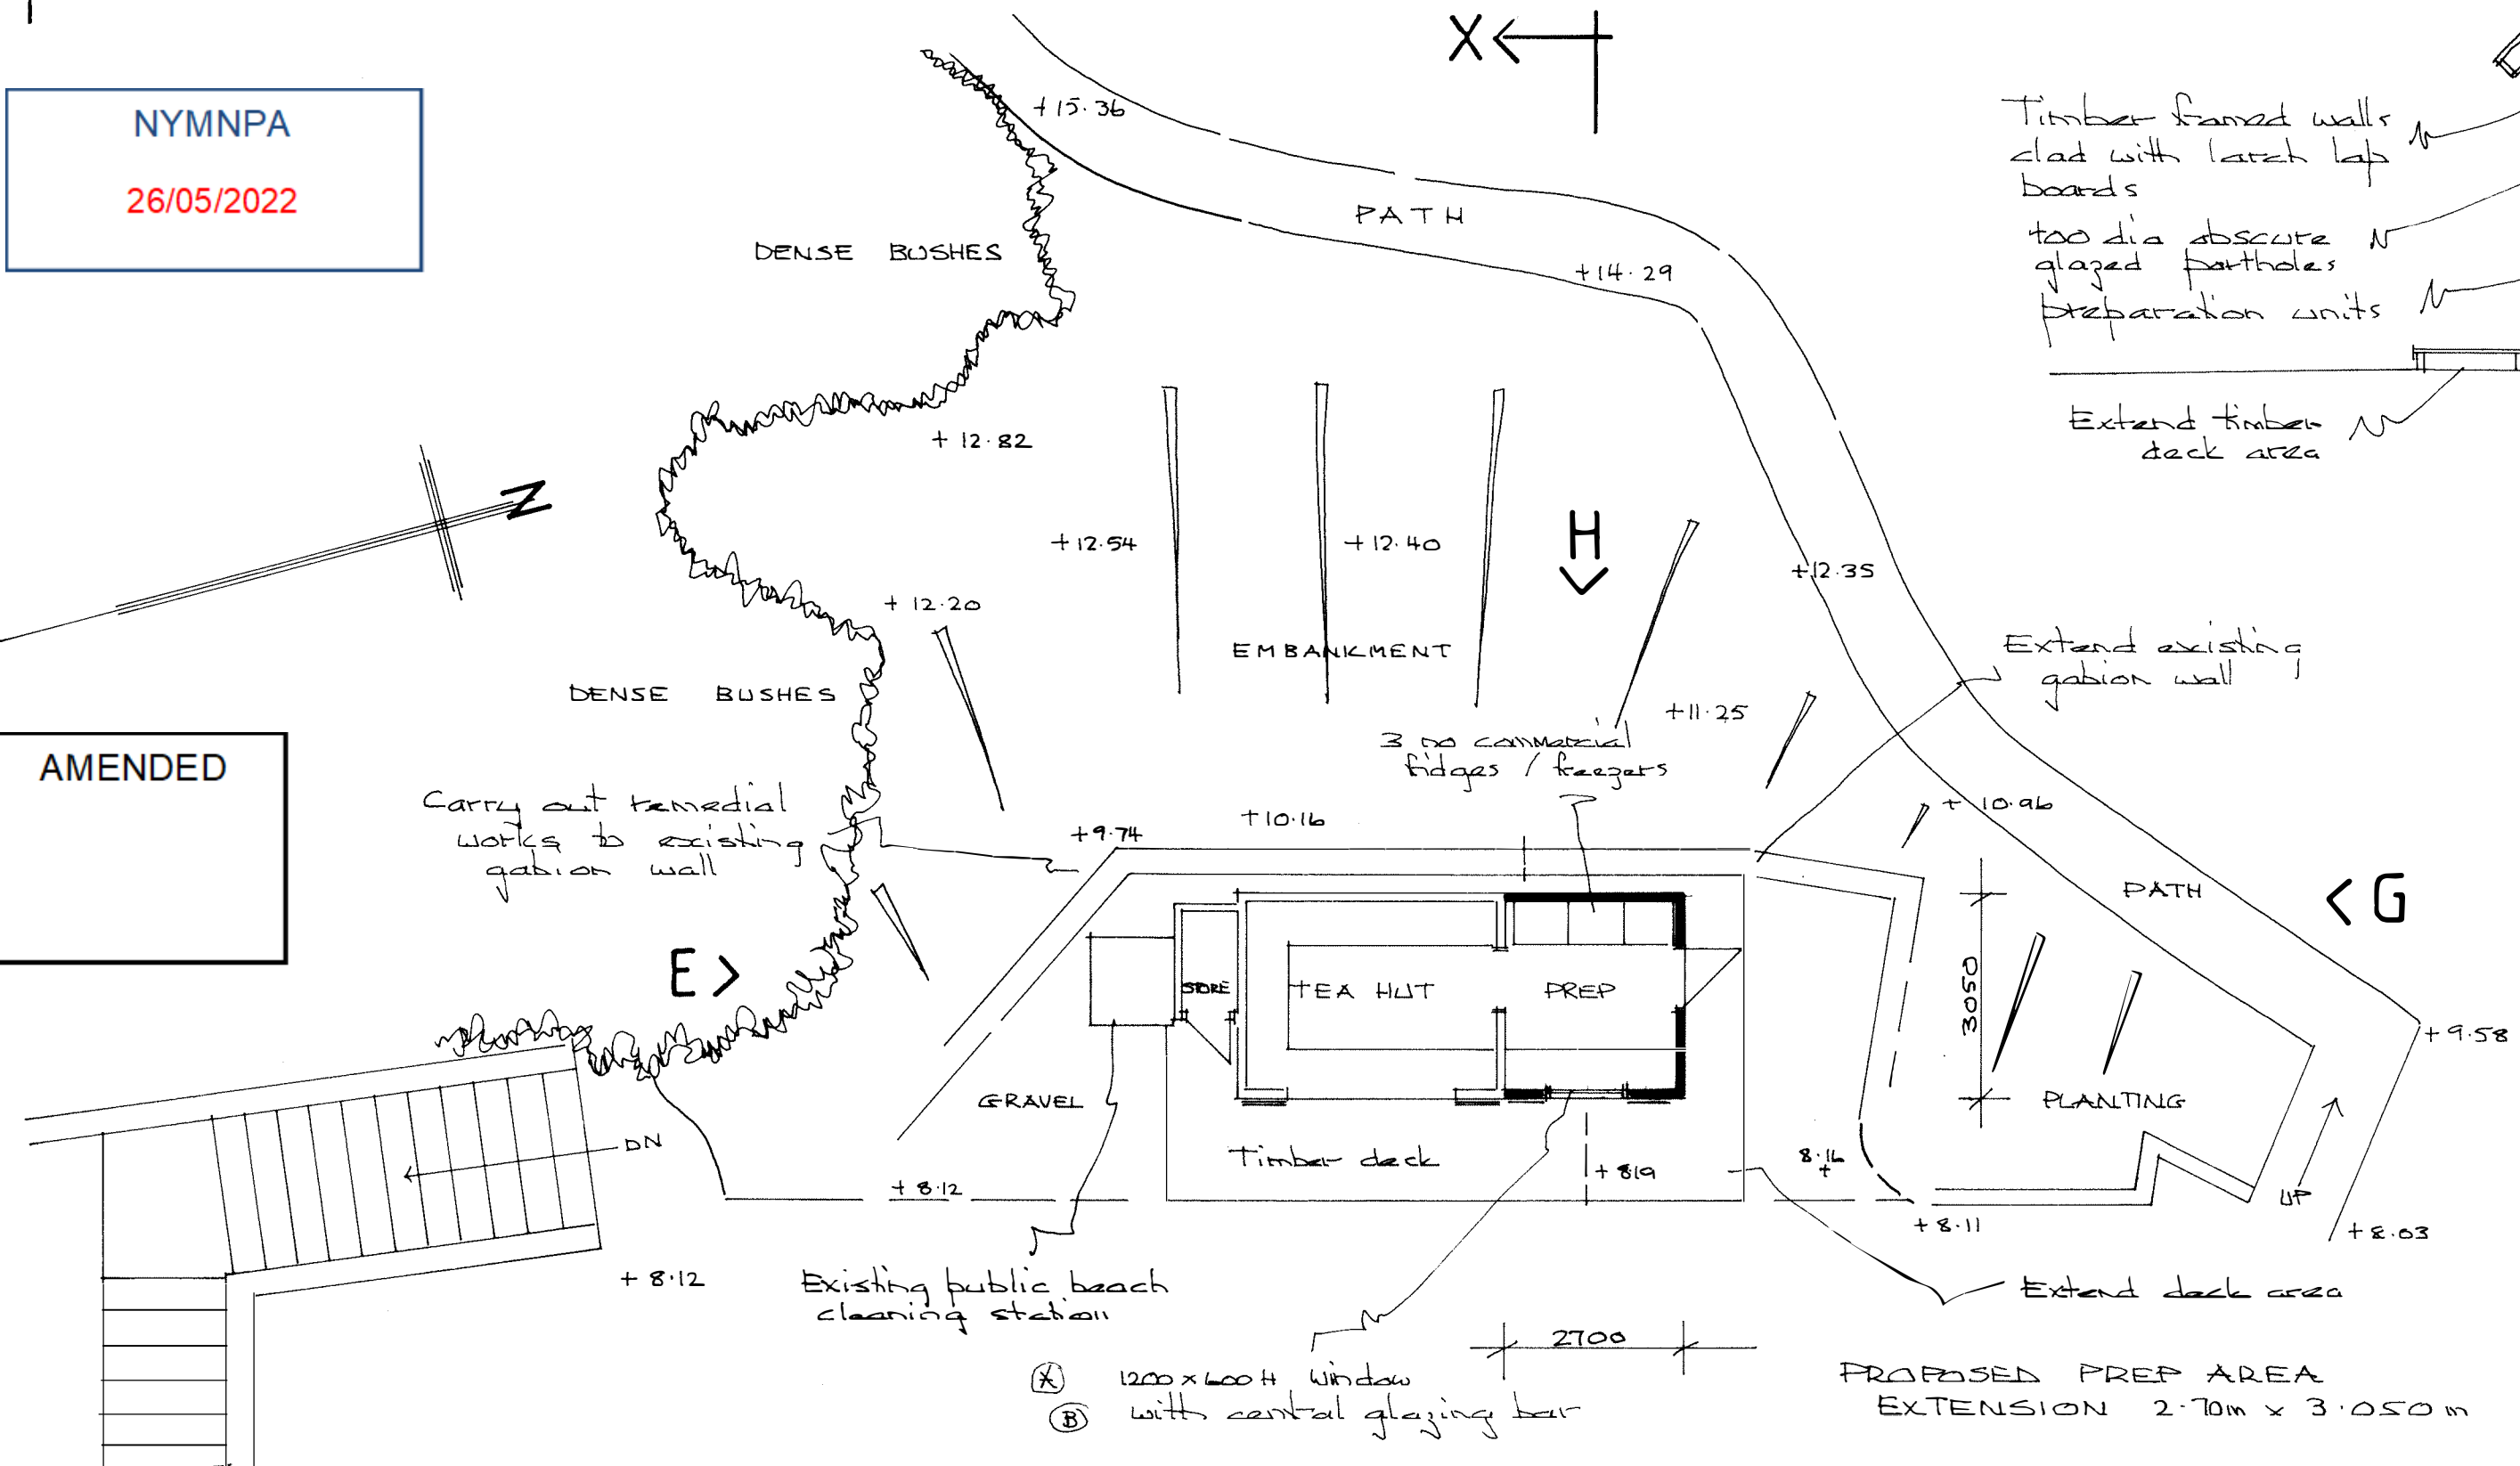 X
NYMNPA
26/05/2022
+15.36
Timber framed walls
clad with larch lap
boards
PATH
400 dia obscure
glazed portholes
DENSE BUSHES
+14.29
preparation units
Extend timber
deck area
+12.82
N
+12.54
+12.40
H
+12.35
+12.20
EMBANKMENT
Extend existing
gabion wall
DENSE BUSHES
+11.25
3 no commercial
fidges / freezers
AMENDED
Carry out remedial
works to existing
gabion wall
+9.74
+10.16
+10.96
PATH
G
E
STORE
TEA HUT
PREP
3050
+9.58
GRAVEL
PLANTING
DN
Timber deck
8.16
+
+8.12
+819
UP
+8.11
+8.03
+8.12
Existing public beach
cleaning station
Extend deck area
2700
1200 x 600 H window
B with central glazing bar
PROPOSED PREP AREA
EXTENSION 2.70m x 3.050m